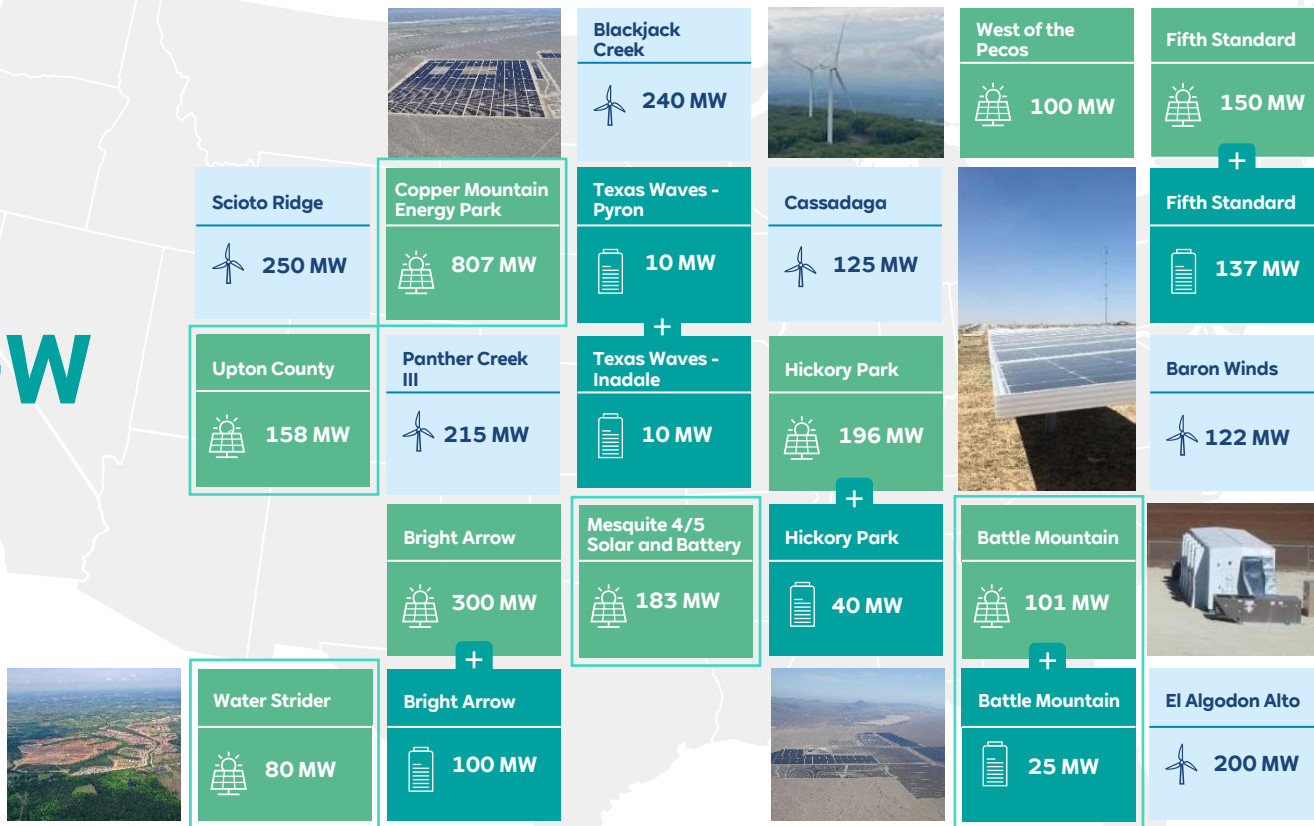 Blackjack
Creek
240 MW
West of the
Pecos
100 MW
Fifth Standard
150 MW
+
Scioto Ridge
250 MW
Copper Mountain
Energy Park
807 MW
Texas Waves -
Pyron
10 MW
+
Cassadaga
125 MW
Fifth Standard
137 MW
W
Upton County
158 MW
Panther Creek
III
215 MW
Texas Waves -
Inadale
10 MW
Hickory Park
196 MW
+
Baron Winds
122 MW
Bright Arrow
300 MW
+
Mesquite 4/5
Solar and Battery
183 MW
Hickory Park
40 MW
Battle Mountain
101 MW
+
Water Strider
80 MW
Bright Arrow
100 MW
Battle Mountain
25 MW
El Algodon Alto
200 MW